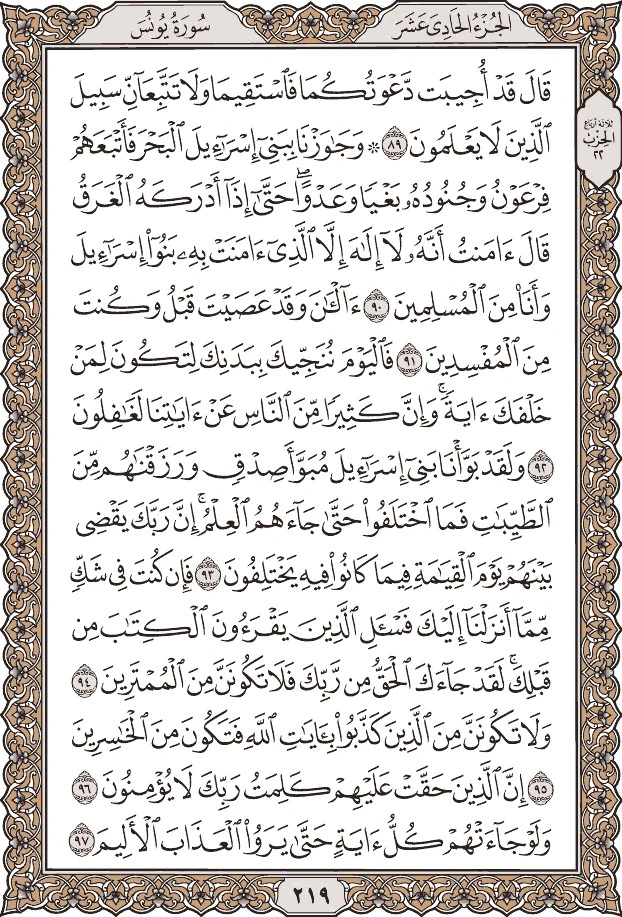 الجُزْءُ الحَادِى عَشَرَ
سُورَةُ يُونُسَ
ثلاثة أرباع
الحِزْب
٢٢
قَالَ قَدۡ أُجِيبَت دَّعۡوَتُكُمَا فَٱسۡتَقِيمَا وَلَا تَتَّبِعَآنِّ سَبِيلَ
ٱلَّذِينَ لَا يَعۡلَمُونَ ٨٩ ۞ وَجَٰوَزۡنَا بِبَنِىٓ إِسۡرَٰٓءِيلَ ٱلۡبَحۡرَ فَأَتۡبَعَهُمۡ
فِرۡعَوۡنُ وَجُنُودُهُۥ بَغۡيٗا وَعَدۡوًاۖ حَتَّىٰٓ إِذَآ أَدۡرَكَهُ ٱلۡغَرَقُ
قَالَ ءَامَنتُ أَنَّهُۥ لَآ إِلَٰهَ إِلَّا ٱلَّذِىٓ ءَامَنَتۡ بِهِۦ بَنُوٓاْ إِسۡرَٰٓءِيلَ
وَأَنَا۠ مِنَ ٱلۡمُسۡلِمِينَ ٩٠ ءَآلۡـَٰٔنَ وَقَدۡ عَصَيۡتَ قَبۡلُ وَكُنتَ
مِنَ ٱلۡمُفۡسِدِينَ ٩١ فَٱلۡيَوۡمَ نُنَجِّيكَ بِبَدَنِكَ لِتَكُونَ لِمَنۡ
خَلۡفَكَ ءَايَةٗۚ وَإِنَّ كَثِيرٗا مِّنَ ٱلنَّاسِ عَنۡ ءَايَٰتِنَا لَغَٰفِلُونَ
٩٢ وَلَقَدۡ بَوَّأۡنَا بَنِىٓ إِسۡرَٰٓءِيلَ مُبَوَّأَ صِدۡقٖ وَرَزَقۡنَٰهُم مِّنَ
ٱلطَّيِّبَٰتِ فَمَا ٱخۡتَلَفُواْ حَتَّىٰ جَآءَهُمُ ٱلۡعِلۡمُۚ إِنَّ رَبَّكَ يَقۡضِى
بَيۡنَهُمۡ يَوۡمَ ٱلۡقِيَٰمَةِ فِيمَا كَانُواْ فِيهِ يَخۡتَلِفُونَ ٩٣ فَإِن كُنتَ فِى شَكّٖ
مِّمَّآ أَنزَلۡنَآ إِلَيۡكَ فَسۡـَٔلِ ٱلَّذِينَ يَقۡرَءُونَ ٱلۡكِتَٰبَ مِن
قَبۡلِكَۚ لَقَدۡ جَآءَكَ ٱلۡحَقُّ مِن رَّبِّكَ فَلَا تَكُونَنَّ مِنَ ٱلۡمُمۡتَرِينَ ٩٤
وَلَا تَكُونَنَّ مِنَ ٱلَّذِينَ كَذَّبُواْ بِـَٔايَٰتِ ٱللَّهِ فَتَكُونَ مِنَ ٱلۡخَٰسِرِينَ
٩٥ إِنَّ ٱلَّذِينَ حَقَّتۡ عَلَيۡهِمۡ كَلِمَتُ رَبِّكَ لَا يُؤۡمِنُونَ ٩٦
وَلَوۡ جَآءَتۡهُمۡ كُلُّ ءَايَةٍ حَتَّىٰ يَرَوُاْ ٱلۡعَذَابَ ٱلۡأَلِيمَ ٩٧
٢١٩